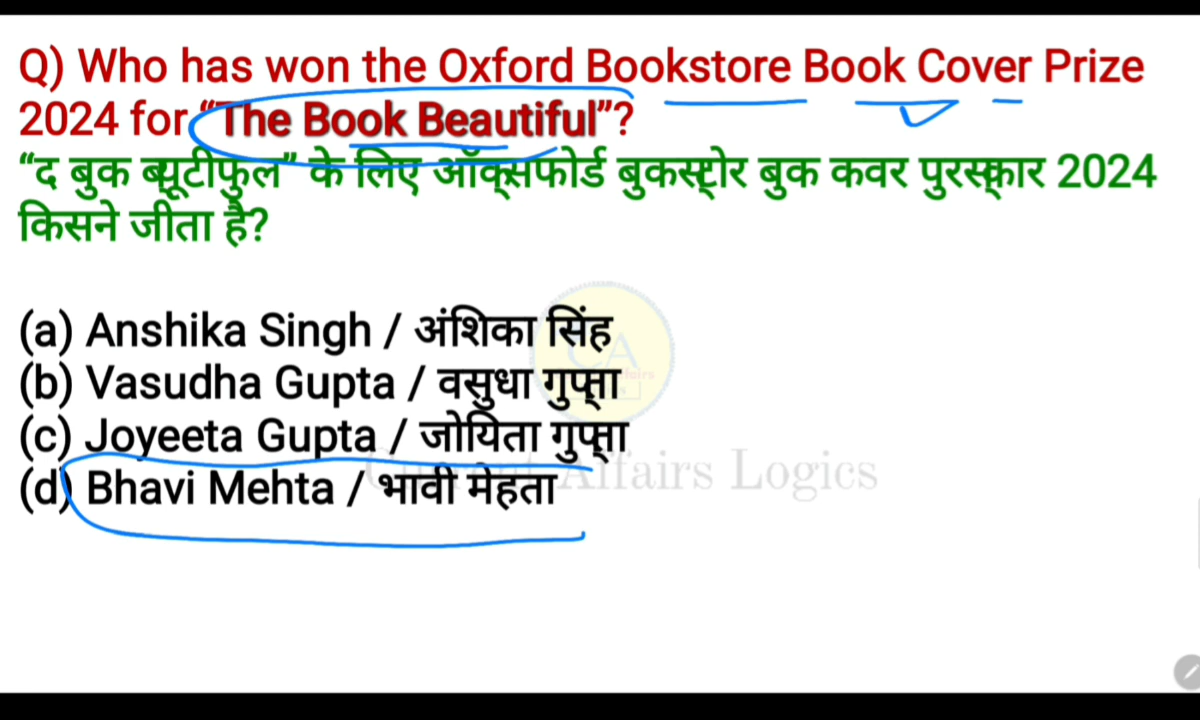 Q) Who has won the Oxford Bookstore Book Cover Prize
2024 for “The Book Beautiful”?
“द बुक ब्यूटीफुल” के लिए ऑक्सफोर्ड बुकस्टोर बुक कवर पुरस्कार 2024
किसने जीता है?
(a) Anshika Singh / अंशिका सिंह
(b) Vasudha Gupta / वसुधा गुप्ता
(c) Joyeeta Gupta / जोयिता गुप्ता
(d) Bhavi Mehta / भावी मेहता
Current Affairs Logics